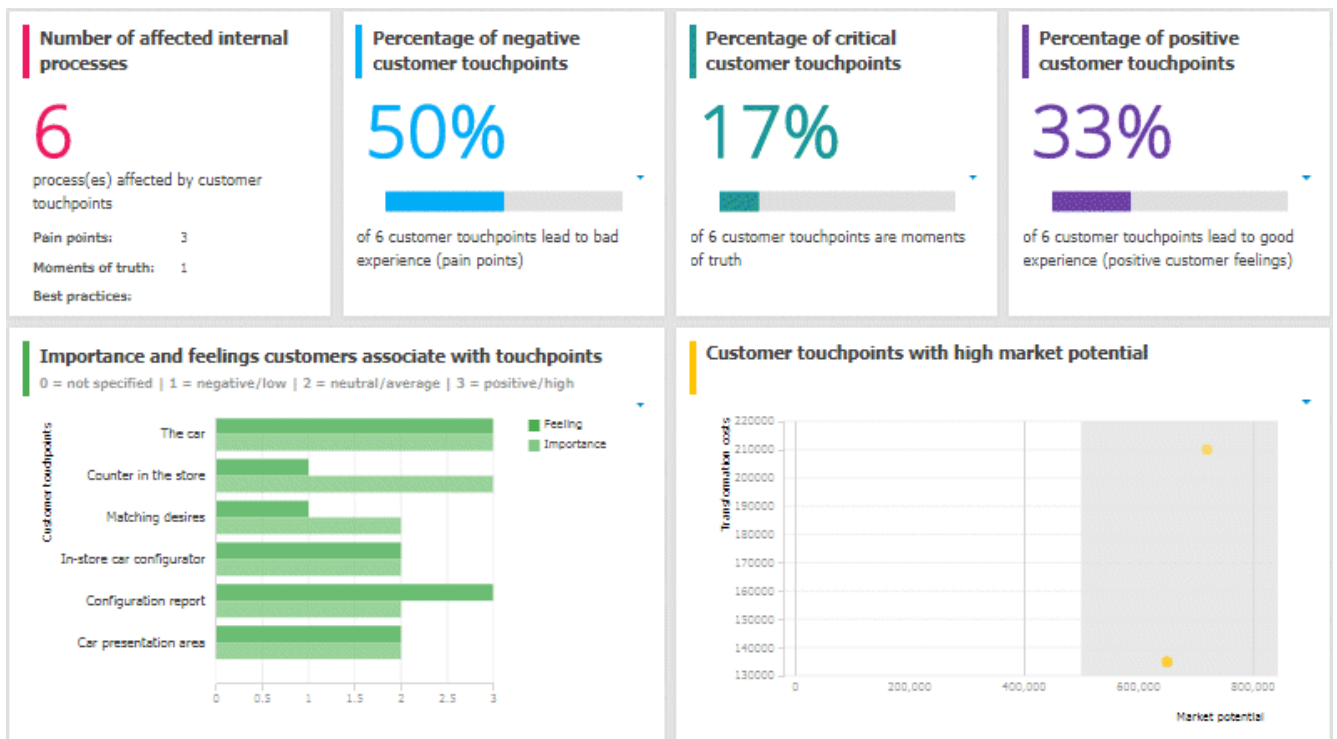 Number of affected internal
processes
6
process(es) affected by customer
touchpoints
Pain points: 3
Moments of truth: 1
Best practices:
Percentage of negative
customer touchpoints
50%
of 6 customer touchpoints lead to bad
experience (pain points)
Percentage of critical
customer touchpoints
17%
of 6 customer touchpoints are moments
of truth
Percentage of positive
customer touchpoints
33%
of 6 customer touchpoints lead to good
experience (positive customer feelings)
Importance and feelings customers associate with touchpoints
0 = not specified | 1 = negative/low | 2 = neutral/average | 3 = positive/high
Customer touchpoints
The car
Counter in the store
Matching desires
In-store car configurator
Configuration report
Car presentation area
0 0.5 1 1.5 2 2.5 3
Feeling
Importance
Customer touchpoints with high market potential
Transformation costs
220000
210000
200000
190000
180000
170000
160000
150000
140000
130000
0 200,000 400,000 600,000 800,000
Market potential